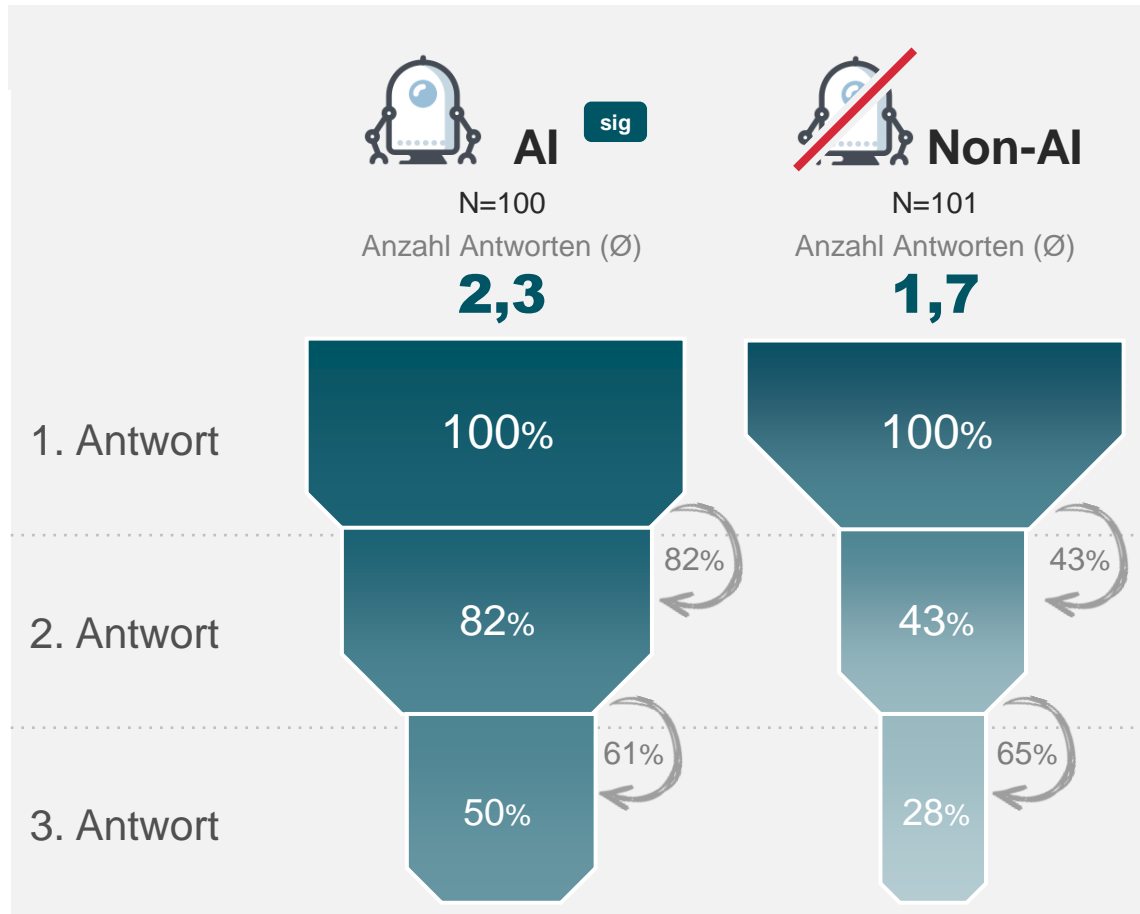 AI
sig
Non-AI
N=100
N=101
Anzahl Antworten (Ø)
Anzahl Antworten (Ø)
2,3
1,7
1. Antwort
100%
100%
82%
43%
2. Antwort
82%
43%
61%
65%
3. Antwort
50%
28%